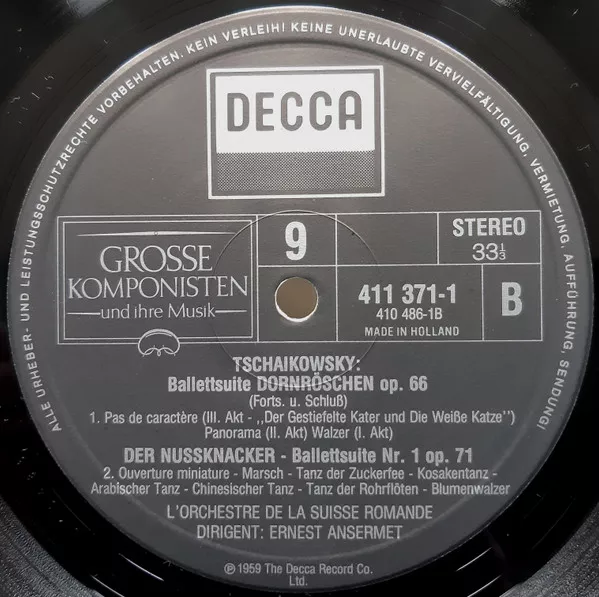 ALLE URHEBER- UND LEISTUNGSSCHUTZRECHTE VORBEHALTEN. KEIN VERLEIH! KEINE UNERLAUBTE VERVIELFÄLTIGUNG, VERMIETUNG, AUFFÜHRUNG, SENDUNG!
DECCA
GROSSE
KOMPONISTEN
und ihre Musik
9
STEREO
33⅓
411 371-1
410 486-1B
MADE IN HOLLAND
B
TSCHAIKOWSKY:
Ballettsuite DORNRÖSCHEN op. 66
(Forts. u. Schluß)
1. Pas de caractère (III. Akt - ,,Der Gestiefelte Kater und Die Weiße Katze")
Panorama (II. Akt) Walzer (I. Akt)
DER NUSSKNACKER - Ballettsuite Nr. 1 op. 71
2. Ouverture miniature - Marsch - Tanz der Zuckerfee - Kosakentanz -
Arabischer Tanz - Chinesischer Tanz - Tanz der Rohrflöten - Blumenwalzer
L'ORCHESTRE DE LA SUISSE ROMANDE
DIRIGENT: ERNEST ANSERMET
℗ 1959 The Decca Record Co.
Ltd.